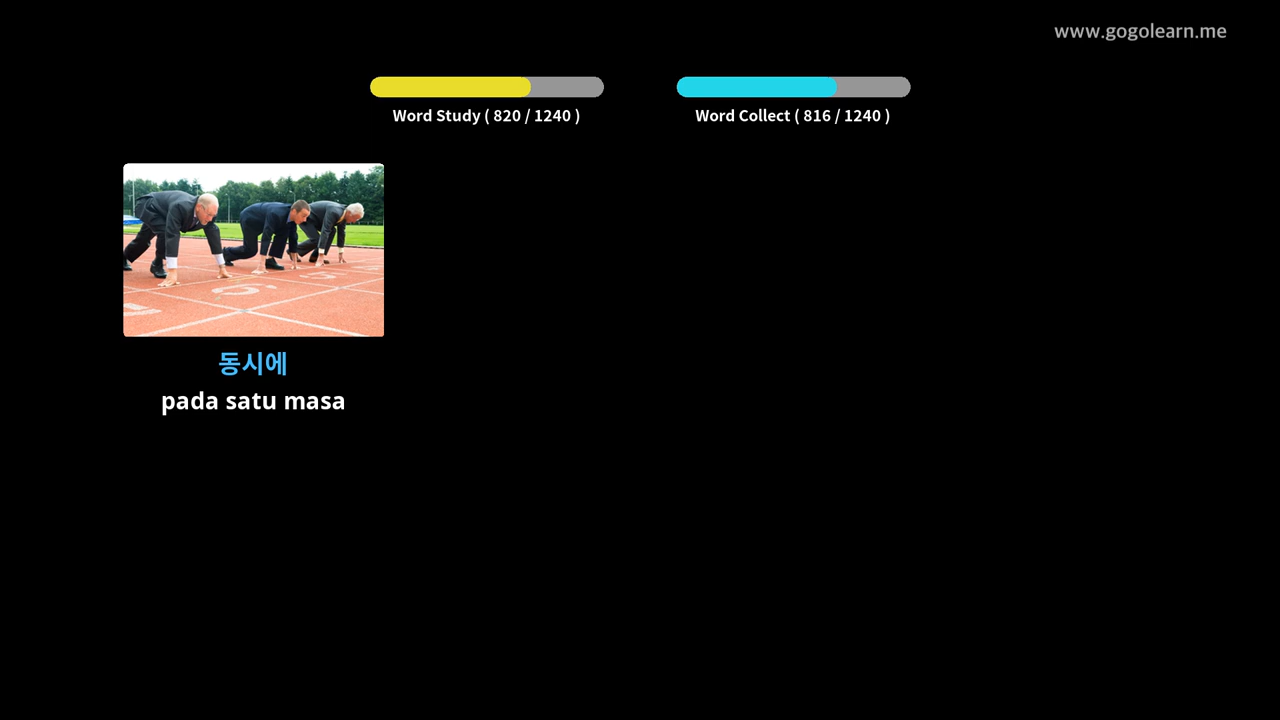 www.gogolearn.me
Word Study ( 820 / 1240 )
Word Collect ( 816 / 1240 )
동시에
pada satu masa